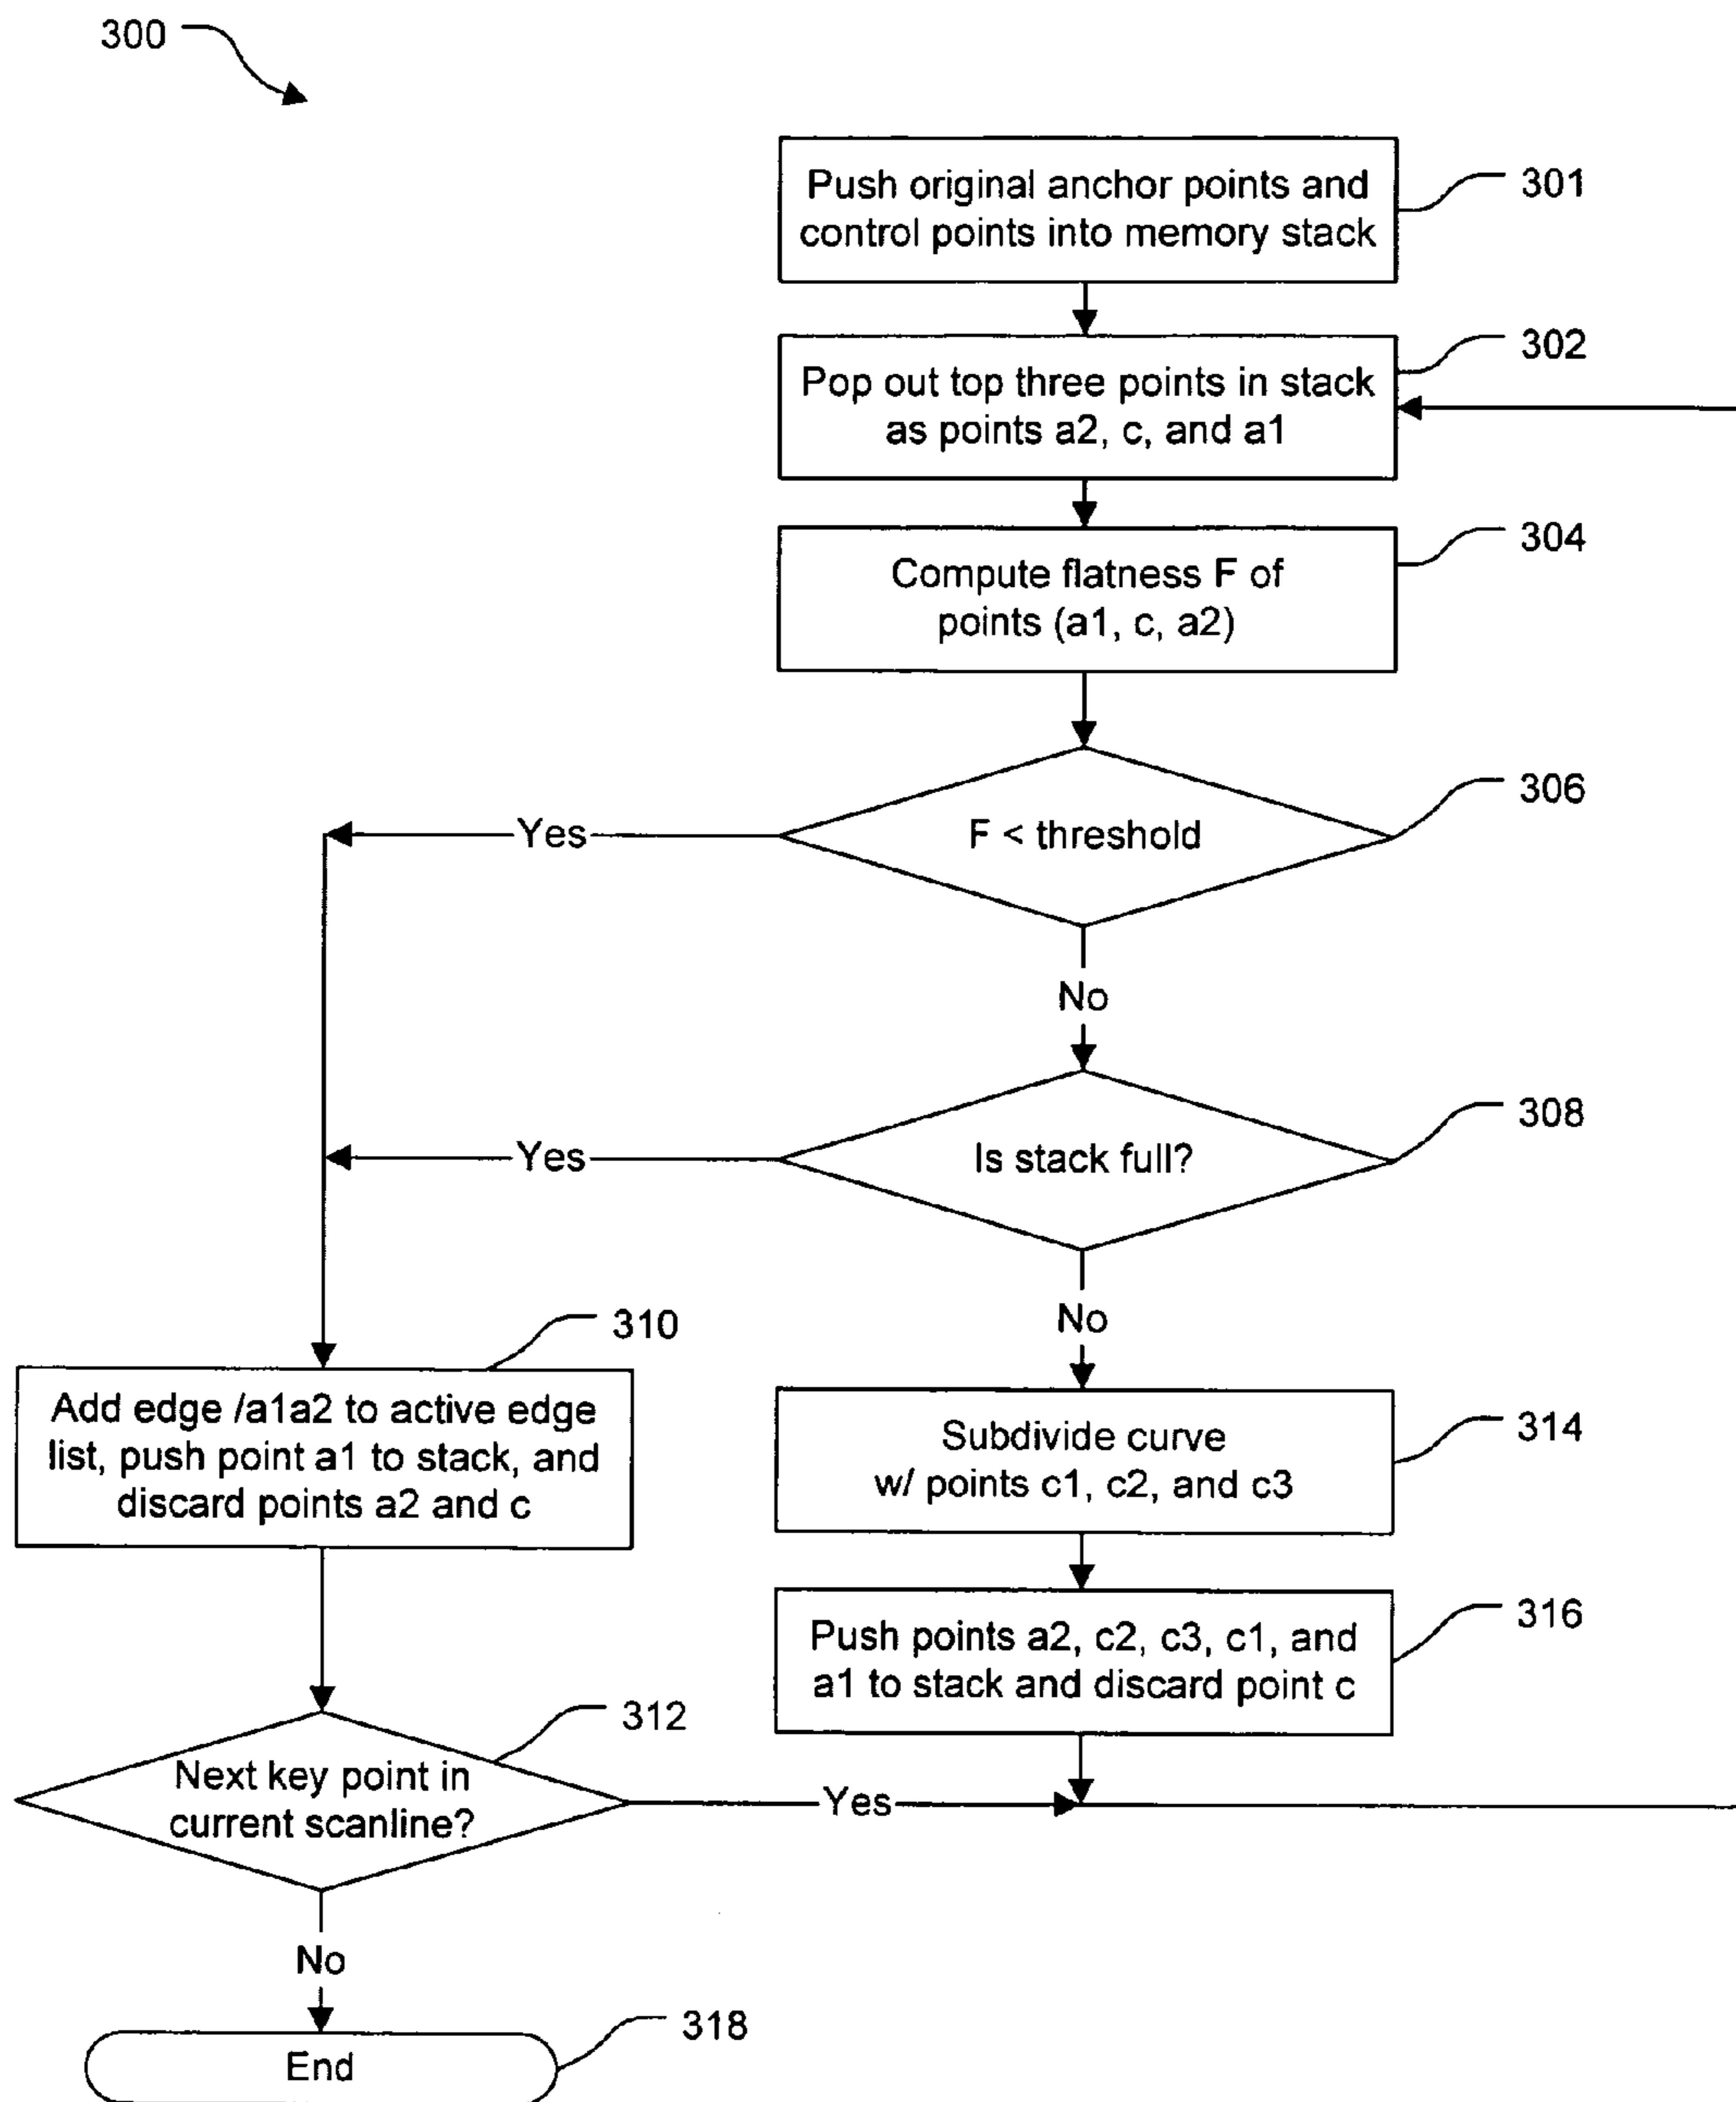 300
Push original anchor points and
control points into memory stack
301
Pop out top three points in stack
as points a2, c, and a1
302
Compute flatness F of
points (a1, c, a2)
304
F < threshold
306
Yes
No
Is stack full?
308
Yes
No
310
Add edge /a1a2 to active edge
list, push point a1 to stack, and
discard points a2 and c
Subdivide curve
w/ points c1, c2, and c3
314
Push points a2, c2, c3, c1, and
a1 to stack and discard point c
316
312
Next key point in
current scanline?
Yes
No
End
318